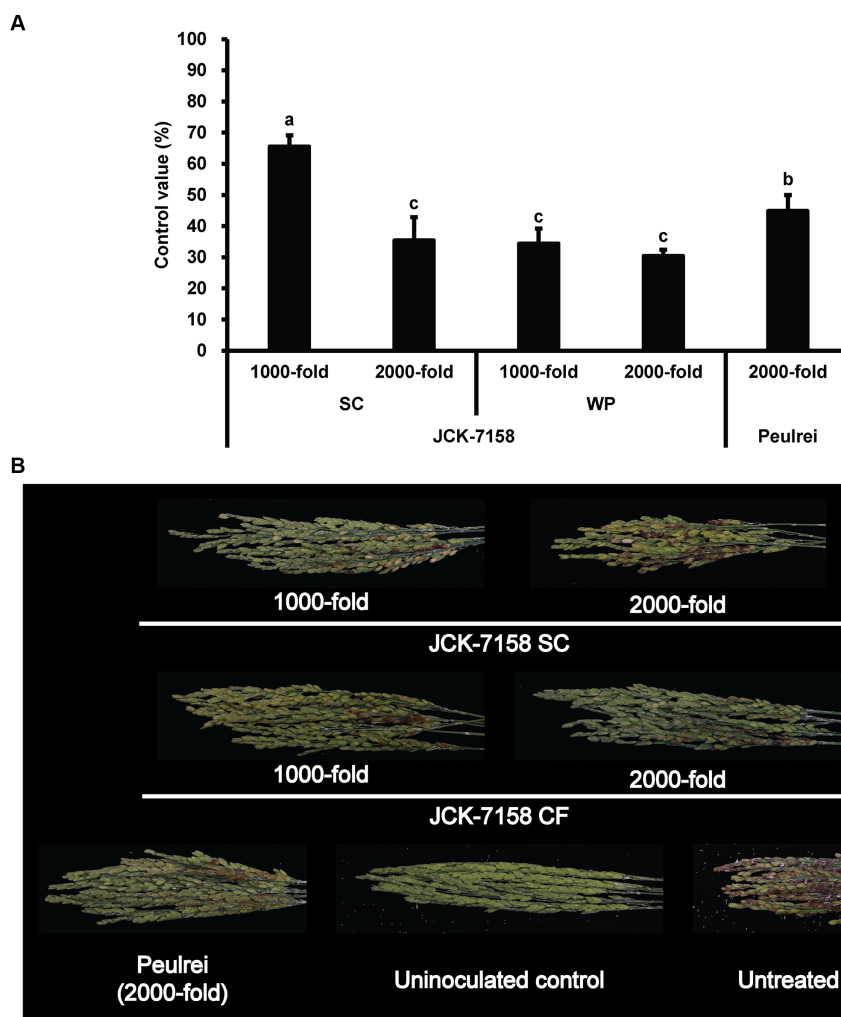 A
100
90
80
70
60
50
40
30
20
10
0
Control value (%)
a
c
c
c
b
1000-fold 2000-fold 1000-fold 2000-fold 2000-fold
SC WP
JCK-7158 Peulrei
B
1000-fold 2000-fold
JCK-7158 SC
1000-fold 2000-fold
JCK-7158 CF
Peulrei Uninoculated control Untreated
(2000-fold)